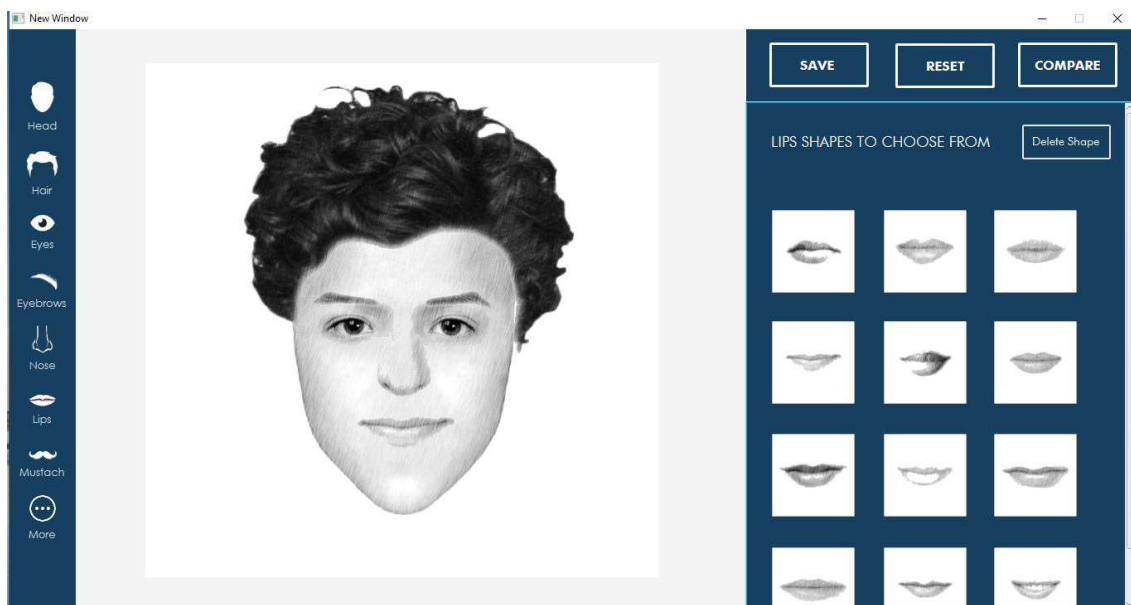 New Window
Head
Hair
Eyes
Eyebrows
Nose
Lips
Mustach
More
SAVE
RESET
COMPARE
LIPS SHAPES TO CHOOSE FROM
Delete Shape